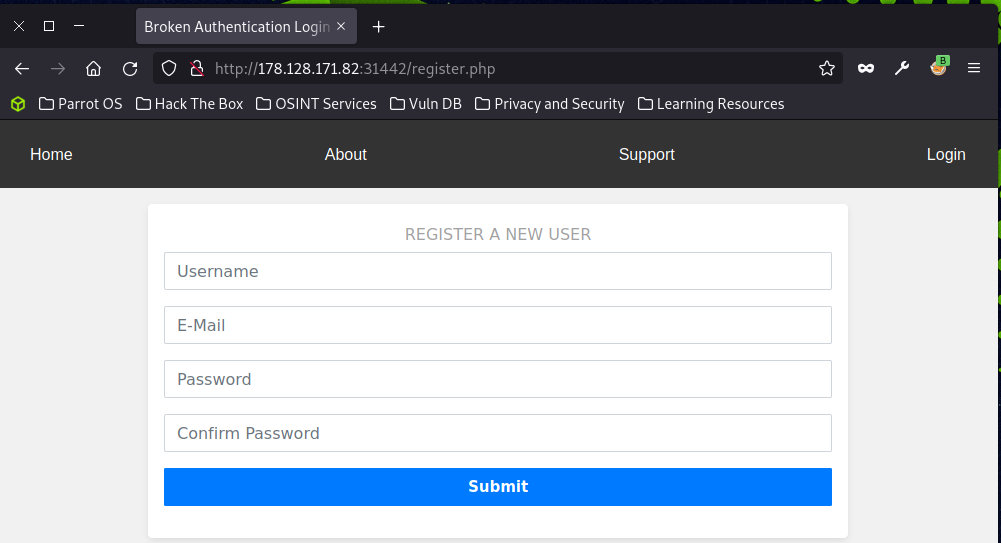 Broken Authentication Login
http://178.128.171.82:31442/register.php
B
Parrot OS Hack The Box OSINT Services Vuln DB Privacy and Security Learning Resources
Home About Support Login
REGISTER A NEW USER
Username
E-Mail
Password
Confirm Password
Submit